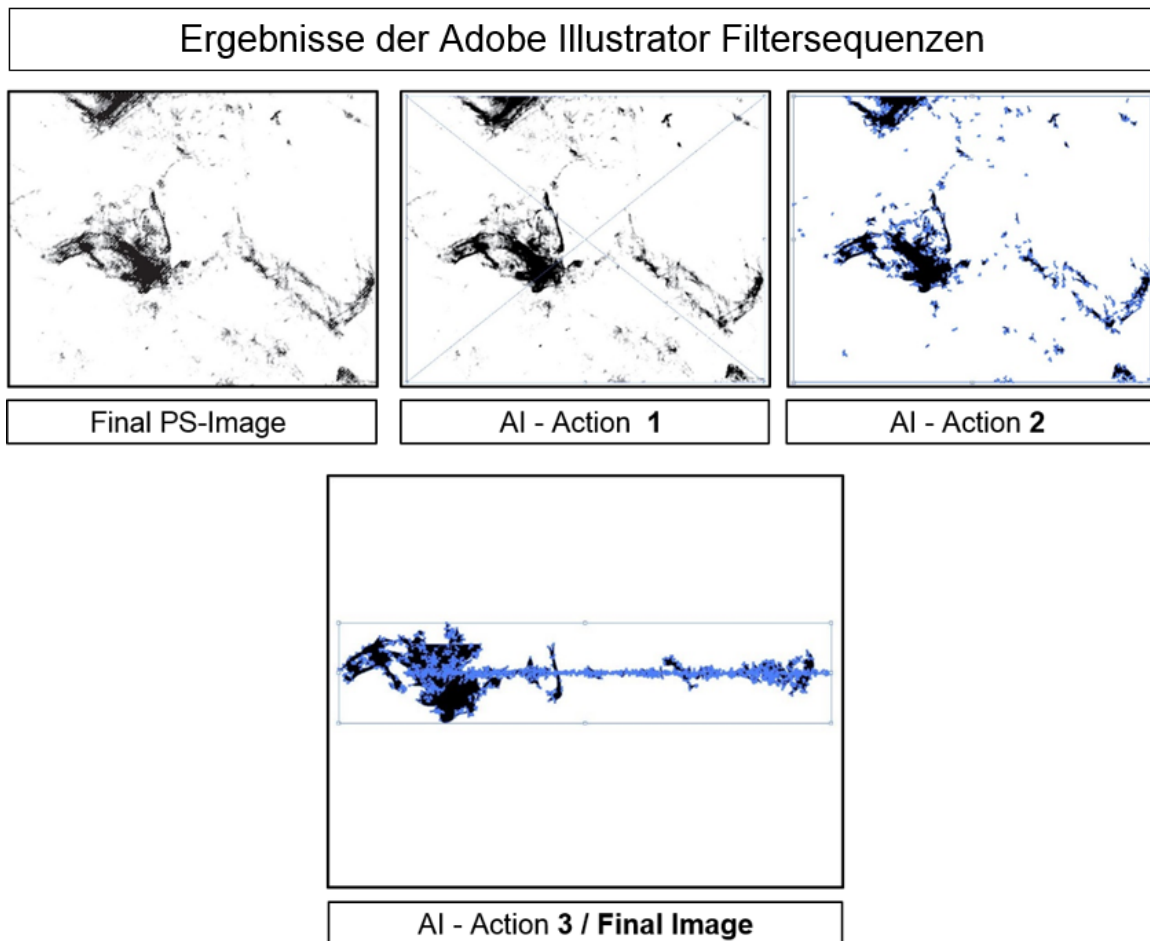 Ergebnisse der Adobe Illustrator Filtersequenzen
Final PS-Image
AI - Action 1
AI - Action 2
AI - Action 3 / Final Image